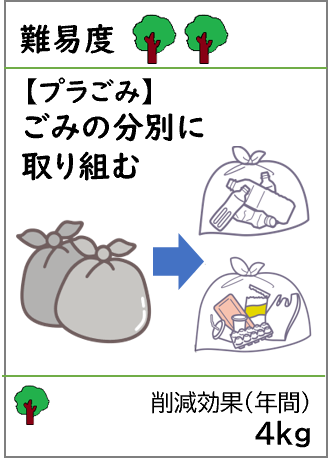 難易度
【プラごみ】
ごみの分別に
取り組む
削減効果(年間)
4kg